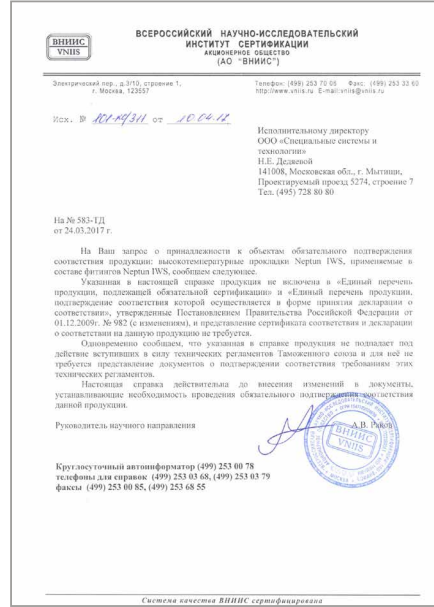 ВНИИС
VNIIS
ВСЕРОССИЙСКИЙ НАУЧНО-ИССЛЕДОВАТЕЛЬСКИЙ
ИНСТИТУТ СЕРТИФИКАЦИИ
АКЦИОНЕРНОЕ ОБЩЕСТВО
(АО "ВНИИС")
Электрический пер., д.3/10, строение 1,
г. Москва, 123557
Телефон: (499) 253 70 06 Факс: (499) 253 33 60
http://www.vniis.ru E-mail:vniis@vniis.ru
Исх. № 101-КС/311 от 10.04.17
Исполнительному директору
ООО «Специальные системы и
технологии»
Н.Е. Дедяевой
141008, Московская обл., г. Мытищи,
Проектируемый проезд 5274, строение 7
Тел. (495) 728 80 80
На № 583-ТД
от 24.03.2017 г.
На Ваш запрос о принадлежности к объектам обязательного подтверждения
соответствия продукции: высокотемпературные прокладки Neptun IWS, применяемые в
составе фитингов Neptun IWS, сообщаем следующее.
Указанная в настоящей справке продукция не включена в «Единый перечень
продукции, подлежащей обязательной сертификации» и «Единый перечень продукции,
подтверждение соответствия которой осуществляется в форме принятия декларации о
соответствии», утвержденные Постановлением Правительства Российской Федерации от
01.12.2009г. № 982 (с изменениями), и представление сертификата соответствия и декларации
о соответствии на данную продукцию не требуется.
Одновременно сообщаем, что указанная в справке продукция не подпадает под
действие вступивших в силу технических регламентов Таможенного союза и для неё не
требуется представление документов о подтверждении соответствия требованиям этих
технических регламентов.
Настоящая справка действительна до внесения изменений в документы,
устанавливающие необходимость проведения обязательного подтверждения соответствия
данной продукции.
Руководитель научного направления А.В.
ВНИИС
VNIIS
Круглосуточный автоинформатор (499) 253 00 78
телефоны для справок (499) 253 03 68, (499) 253 03 79
факсы (499) 253 00 85, (499) 253 68 55
Система качества ВНИИС сертифицирована